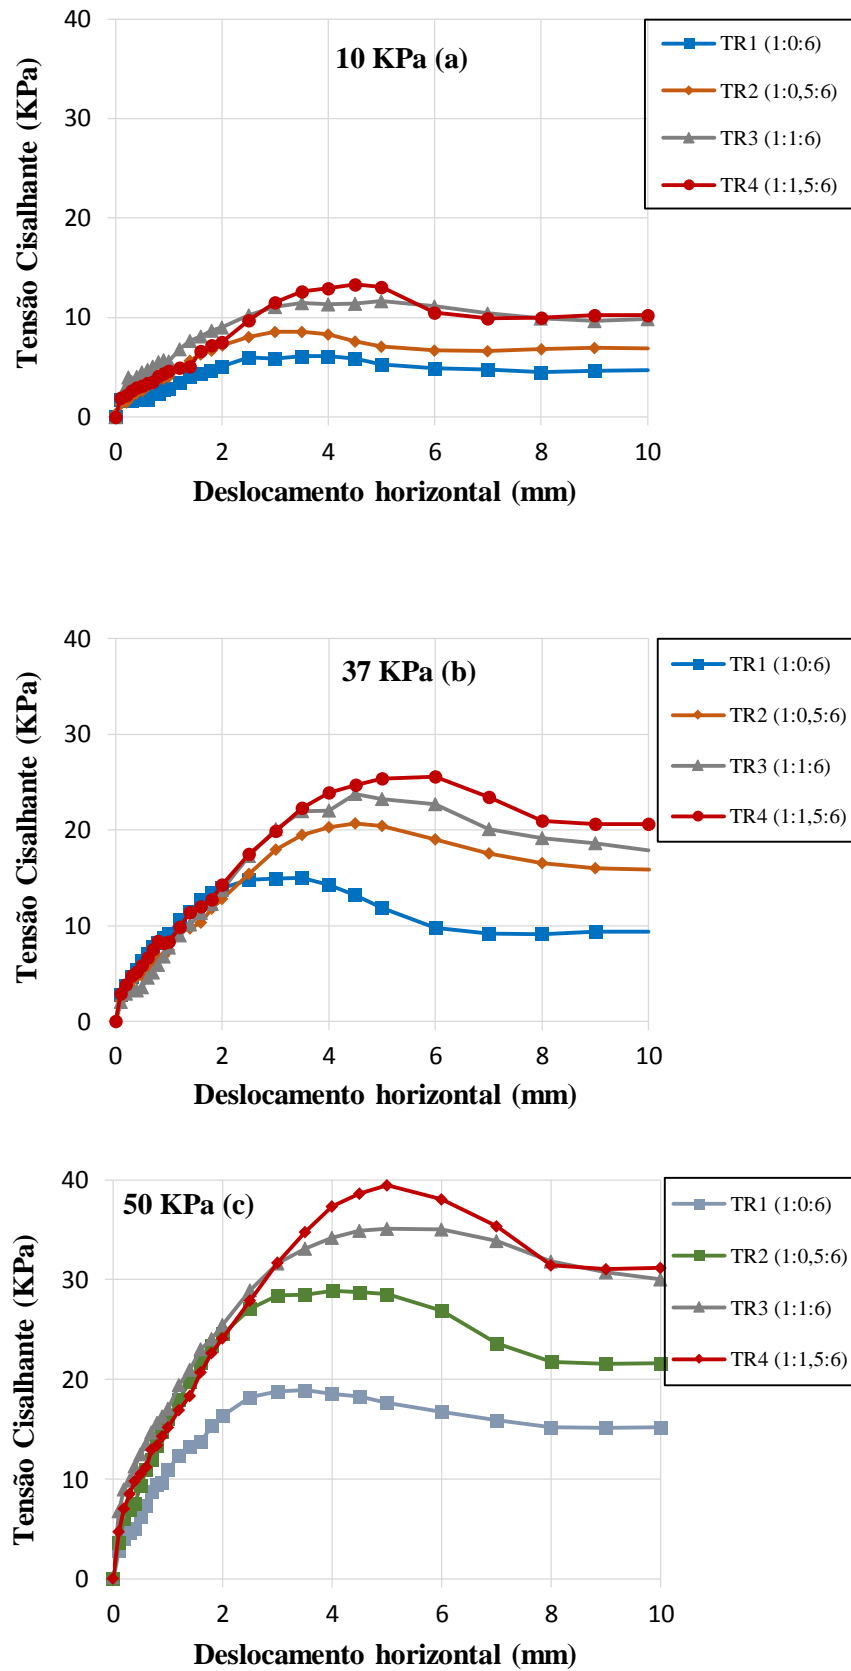 40
10 KPa (a)
30
20
10
0
0 2 4 6 8 10
Tensão Cisalhante (KPa)
Deslocamento horizontal (mm)
TR1 (1:0:6)
TR2 (1:0,5:6)
TR3 (1:1:6)
TR4 (1:1,5:6)
40
37 KPa (b)
30
20
10
0
0 2 4 6 8 10
Tensão Cisalhante (KPa)
Deslocamento horizontal (mm)
TR1 (1:0:6)
TR2 (1:0,5:6)
TR3 (1:1:6)
TR4 (1:1,5:6)
40
50 KPa (c)
30
20
10
0
0 2 4 6 8 10
Tensão Cisalhante (KPa)
Deslocamento horizontal (mm)
TR1 (1:0:6)
TR2 (1:0,5:6)
TR3 (1:1:6)
TR4 (1:1,5:6)